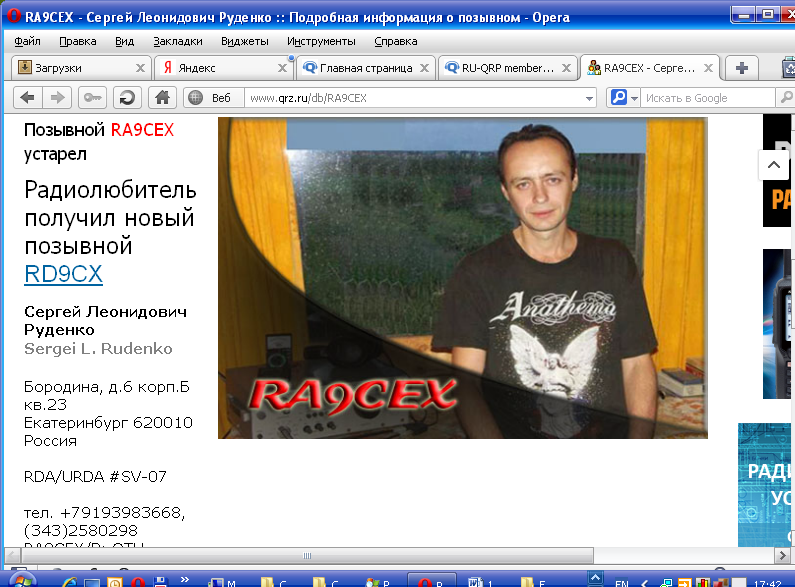 RA9CEX - Сергей Леонидович Руденко :: Подробная информация о позывном - Opera
Файл Правка Вид Закладки Виджеты Инструменты Справка
Загрузки Яндекс Главная страница RU-QRP member... RA9CEX - Серге...
Веб www.qrz.ru/db/RA9CEX Искать в Google
Позывной RA9CEX
устарел
Радиолюбитель
получил новый
позывной
RD9CX
Сергей Леонидович
Руденко
Sergei L. Rudenko
Бородина, д.6 корп.Б
кв.23
Екатеринбург 620010
Россия
RDA/URDA #SV-07
тел. +79193983668,
(343)2580298
Anathema
RA9CEX
РА
РАДИ
УС
EN 17:42